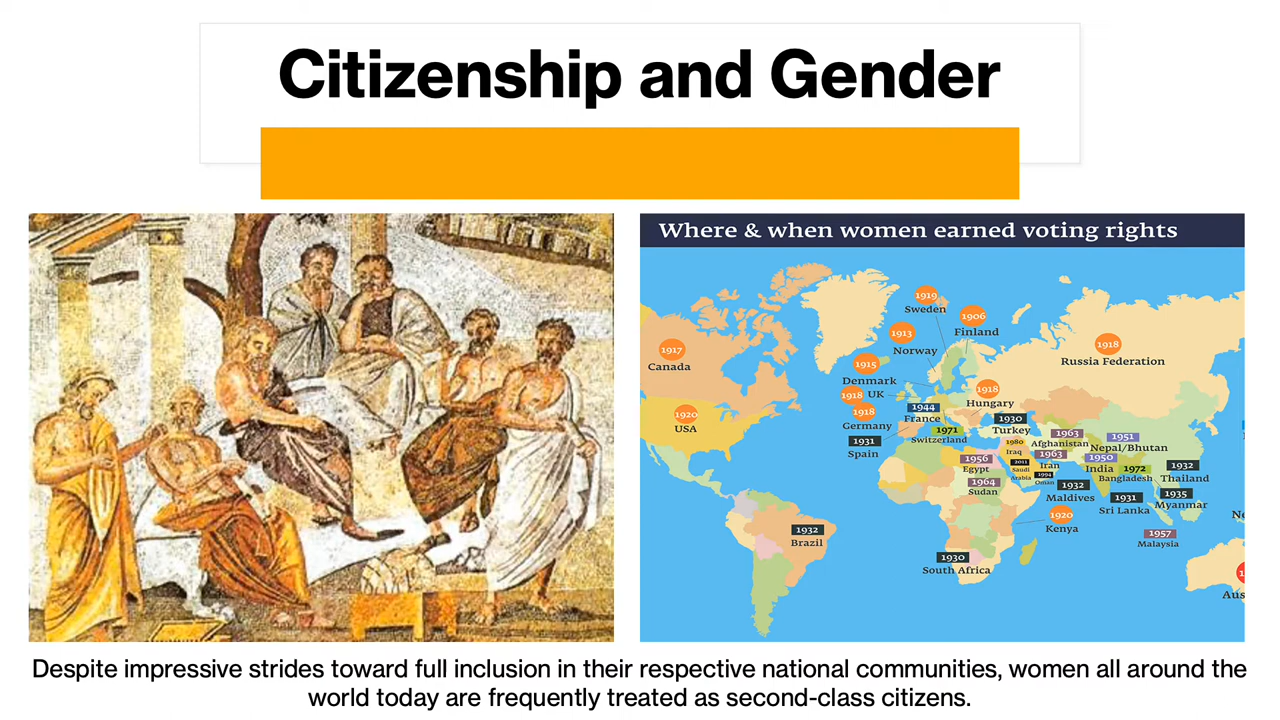 Citizenship and Gender
Where & when women earned voting rights
1919
Sweden
1906
Finland
1913
Norway
1917
Canada
1918
Russia Federation
1915
Denmark
1918 UK
1918
Hungary
1920
USA
1918
Germany
1944
France
1930
Turkey
1971
Switzerland
1931
Spain
1980
Iraq
1963
Afghanistan
1951
Nepal/Bhutan
1956
Egypt
2011
Saudi
Arabia
1963
Iran
1950
India
1972
Bangladesh
1932
Thailand
1964
Sudan
1994
Oman
1932
Maldives
1931
Sri Lanka
1935
Myanmar
1920
Kenya
1957
Malaysia
1932
Brazil
1930
South Africa
Despite impressive strides toward full inclusion in their respective national communities, women all around the
world today are frequently treated as second-class citizens.